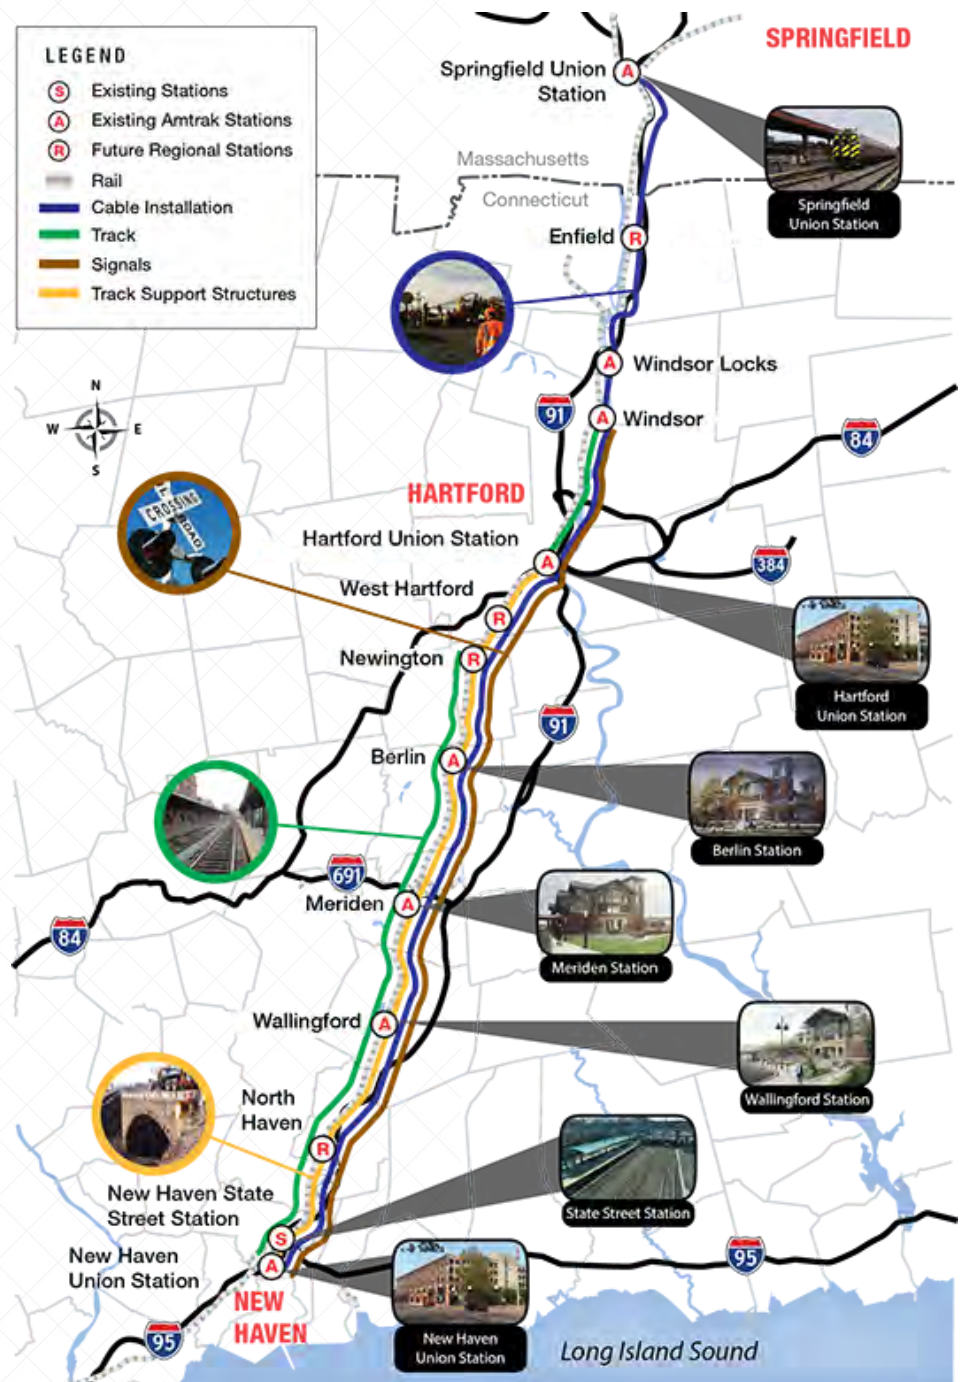 LEGEND
S Existing Stations
A Existing Amtrak Stations
R Future Regional Stations
Rail
Cable Installation
Track
Signals
Track Support Structures
SPRINGFIELD
Springfield Union
Station
A
Springfield
Union Station
Massachusetts
Connecticut
Enfield R
A Windsor Locks
91
A Windsor
84
N
W E
S
HARTFORD
CROSSING
ROAD
Hartford Union Station
A
384
West Hartford
R
Hartford
Union Station
Newington R
91
Berlin A
Berlin Station
691
Meriden A
84
Meriden Station
Wallingford A
Wallingford Station
North
Haven
R
State Street Station
New Haven State
Street Station
S
New Haven
Union Station
A
95
NEW
HAVEN
95
New Haven
Union Station
Long Island Sound